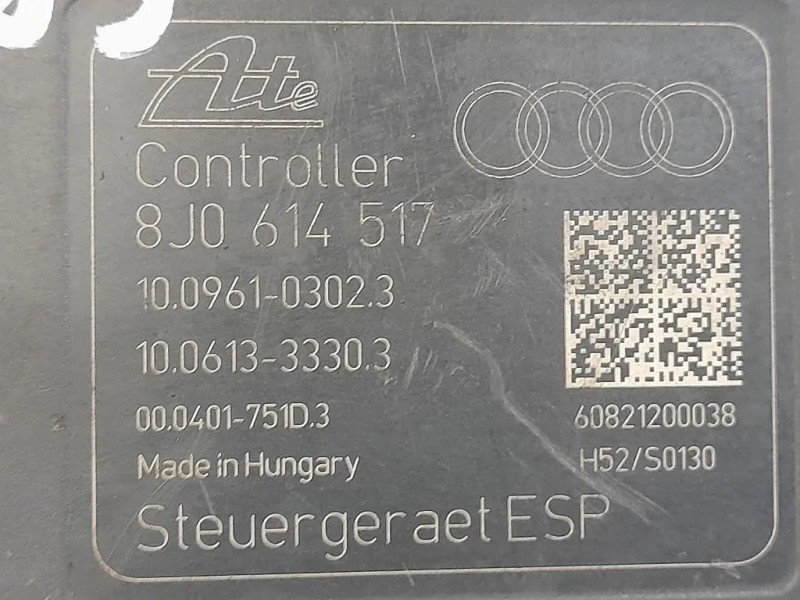 Ate
Controller
8J0 614 517
10.0961-0302.3
10.0613-3330.3
00.0401-751D.3
Made in Hungary
Steuergeraet ESP
60821200038
H52/S0130